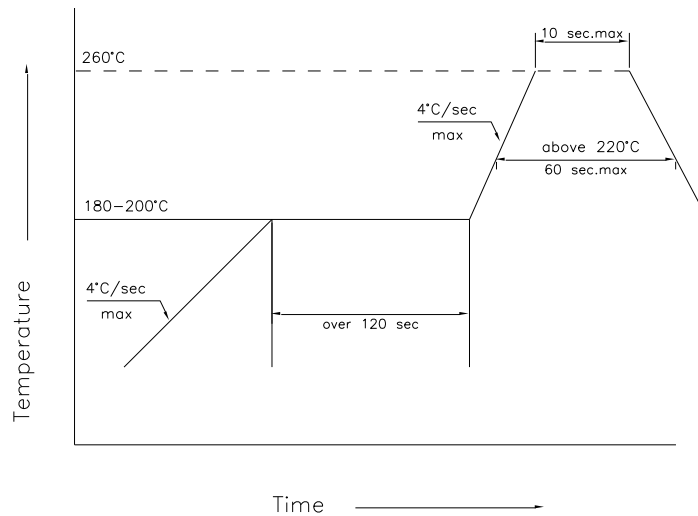 10 sec.max
260°C
4°C/sec
max
above 220°C
60 sec.max
180-200°C
4°C/sec
max
over 120 sec
Temperature
Time